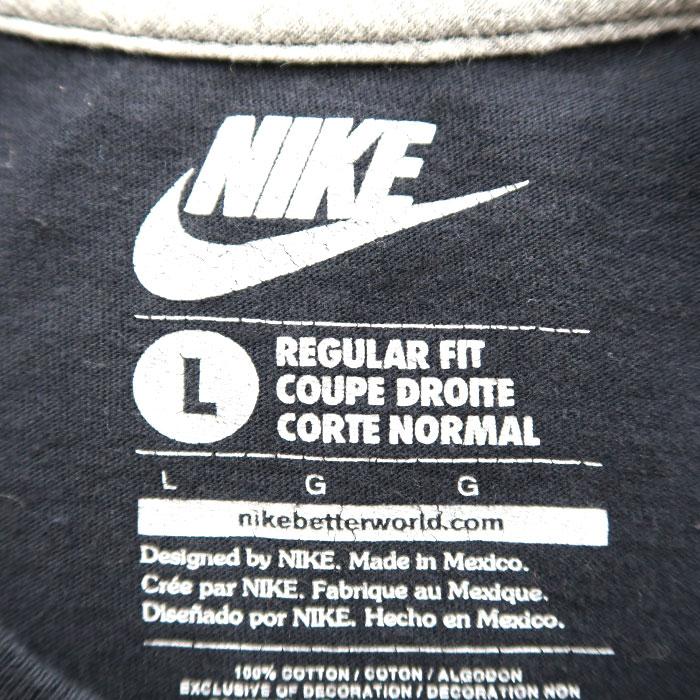 NIKE
L
REGULAR FIT
COUPE DROITE
CORTE NORMAL
L G G
nikebetterworld.com
Designed by NIKE. Made in Mexico.
Crée par NIKE. Fabrique au Mexique.
Diseñado por NIKE. Hecho en Mexico.
100% COTTON / COTON / ALGODON
EXCLUSIVE OF DECORATION / DECORATION NON